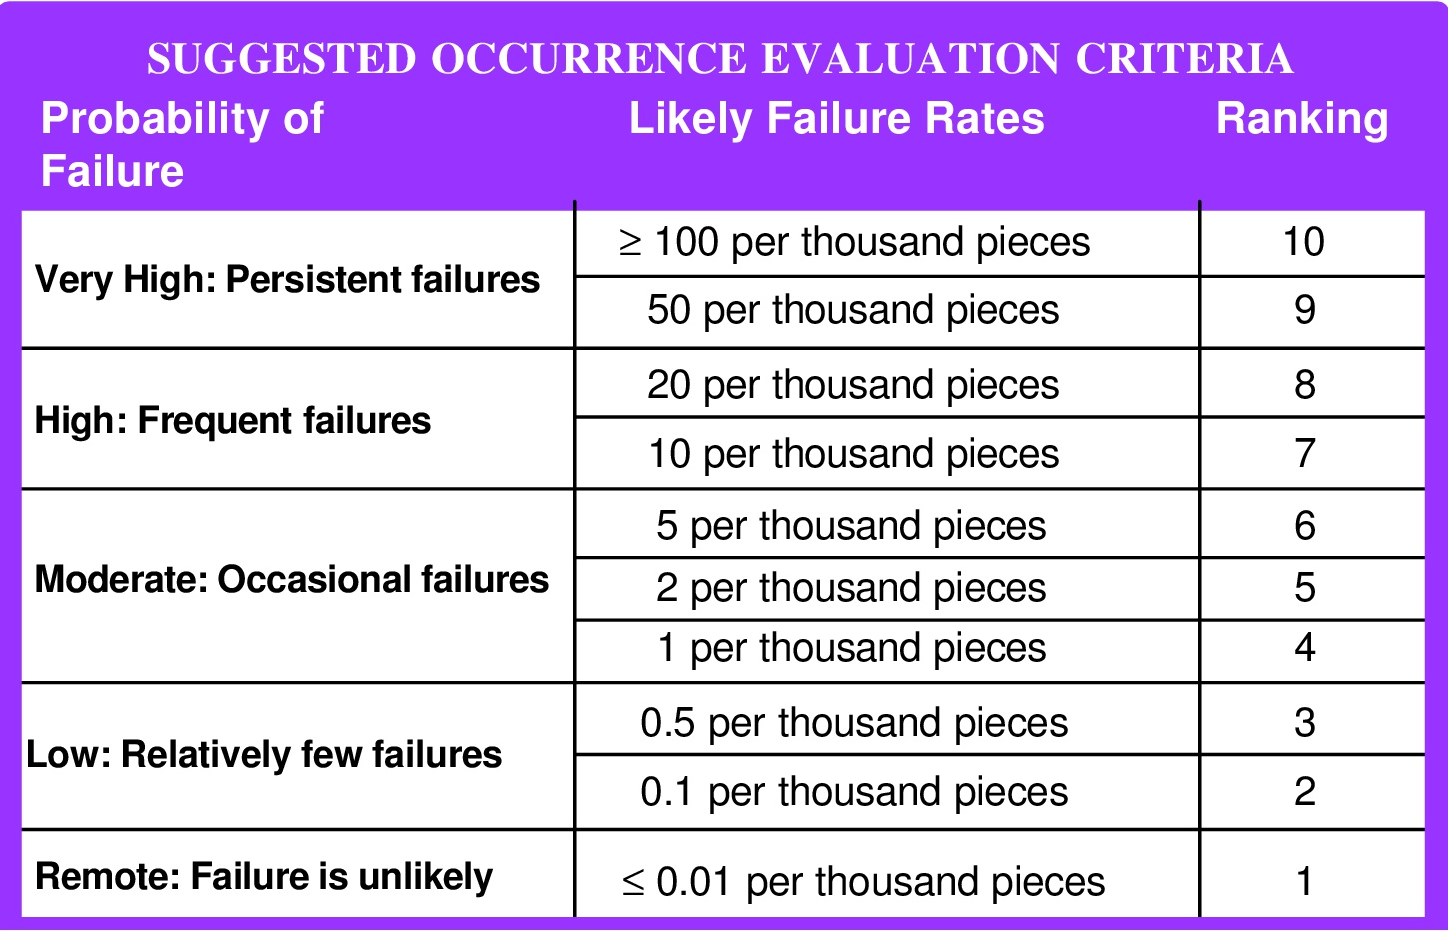 SUGGESTED OCCURRENCE EVALUATION CRITERIA
Probability of Failure
Likely Failure Rates
Ranking
Very High: Persistent failures
≥ 100 per thousand pieces
10
50 per thousand pieces
9
High: Frequent failures
20 per thousand pieces
8
10 per thousand pieces
7
Moderate: Occasional failures
5 per thousand pieces
6
2 per thousand pieces
5
1 per thousand pieces
4
Low: Relatively few failures
0.5 per thousand pieces
3
0.1 per thousand pieces
2
Remote: Failure is unlikely
≤ 0.01 per thousand pieces
1